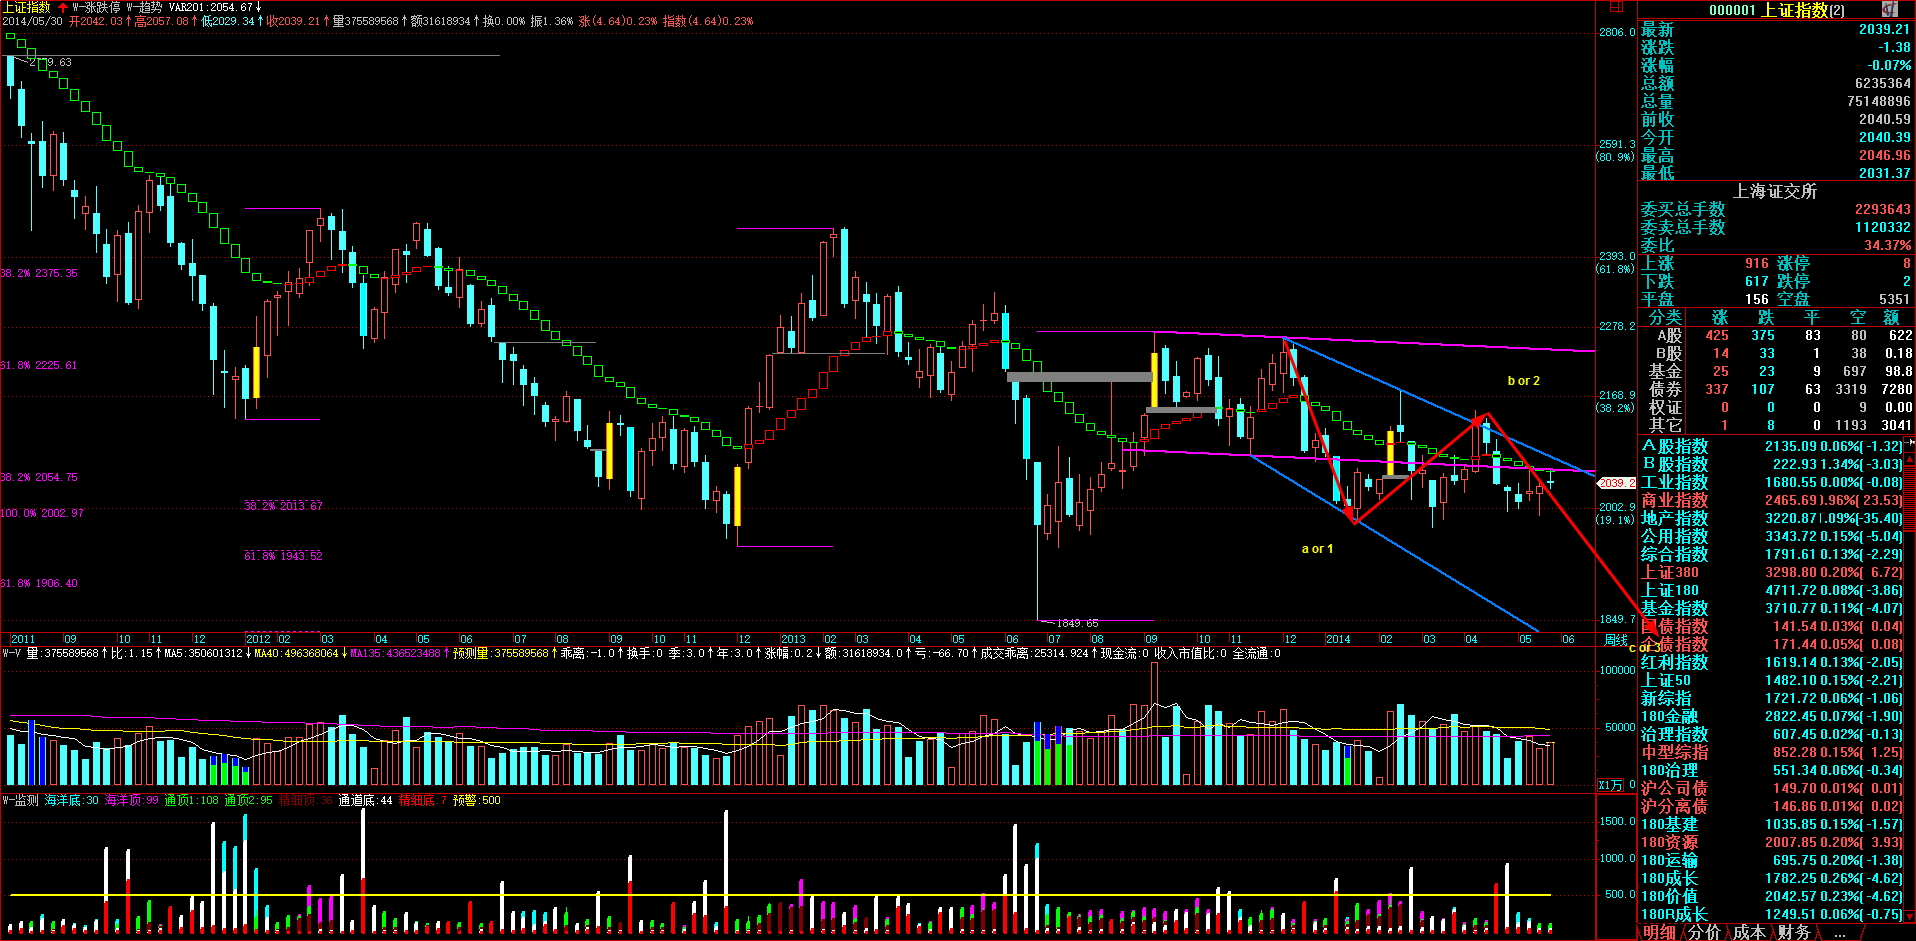 上证指数 W-涨跌停 W-趋势 VAR201:2054.67↓
2014/05/30 开2042.03↑高2057.08↑低2029.34↑收2039.21↑量375589568↑额31618934↑换0.00% 振1.36% 涨(4.64)0.23% 指数(4.64)0.23%
日
63
38.2% 2375.35
61.8% 2225.61
38.2% 2054.75
100.0% 2002.97
61.8% 1906.40
38.2% 2013.67
61.8% 1943.52
1849.65
b or 2
a or 1
c or 3
2806.0
2591.3
(80.9%)
2393.0
(61.8%)
2278.2
2168.9
(38.2%)
2039.2
2002.9
(19.1%)
1849.7
2011 09 10 11 12 2012 02 03 04 05 06 07 08 09 10 11 12 2013 02 03 04 05 06 07 08 09 10 11 12 2014 02 03 04 05 06 周线
W-V 量:375589568↑比:1.15↑MA5:350601312↓MA40:496368064↓MA135:436523488↑预测量:375589568↑乖离:-1.0↑换手:0 季:3.0↑年:3.0↑涨幅:0.2↓额:31618934.0↑亏:-66.70↑成交乖离:25314.924↑现金流:0 收入市值比:0 全流通:0
100000
50000
X1万 0
W-监测 海洋底:30 海洋顶:99 通顶1:108 通顶2:95 精细顶:36 通道底:44 精细底:7 预警:500
1500.0
1000.0
500.0
000001 上证指数(2)
最新 2039.21
涨跌 -1.38
涨幅 -0.07%
总额 6235364
总量 75148896
前收 2040.59
今开 2040.39
最高 2046.96
最低 2031.37
上海证交所
委买总手数 2293643
委卖总手数 1120332
委比 34.37%
上涨 916 涨停 8
下跌 617 跌停 2
平盘 156 空盘 5351
分类 涨 跌 平 空 额
A股 425 375 83 80 622
B股 14 33 1 38 0.18
基金 25 23 9 697 98.8
债券 337 107 63 3319 7280
权证 0 0 0 9 0.00
其它 1 8 0 1193 3041
A股指数 2135.09 0.06%(-1.32)
B股指数 222.93 1.34%(-3.03)
工业指数 1680.55 0.00%(-0.08)
商业指数 2465.69 .96%( 23.53)
地产指数 3220.87 .09%(-35.40)
公用指数 3343.72 0.15%(-5.04)
综合指数 1791.61 0.13%(-2.29)
上证380 3298.80 0.20%( 6.72)
上证180 4711.72 0.08%(-3.86)
基金指数 3710.77 0.11%(-4.07)
国债指数 141.54 0.03%( 0.04)
企债指数 171.44 0.05%( 0.08)
红利指数 1619.14 0.13%(-2.05)
上证50 1482.10 0.15%(-2.21)
新综指 1721.72 0.06%(-1.06)
180金融 2822.45 0.07%(-1.90)
治理指数 607.45 0.02%(-0.13)
中型综指 852.28 0.15%( 1.25)
180治理 551.34 0.06%(-0.34)
沪公司债 149.70 0.01%( 0.01)
沪分离债 146.86 0.01%( 0.02)
180基建 1035.85 0.15%(-1.57)
180资源 2007.85 0.20%( 3.93)
180运输 695.75 0.20%(-1.38)
180成长 1782.25 0.26%(-4.62)
180价值 2042.57 0.23%(-4.62)
180R成长 1249.51 0.06%(-0.75)
明细 分价 成本 财务 ...